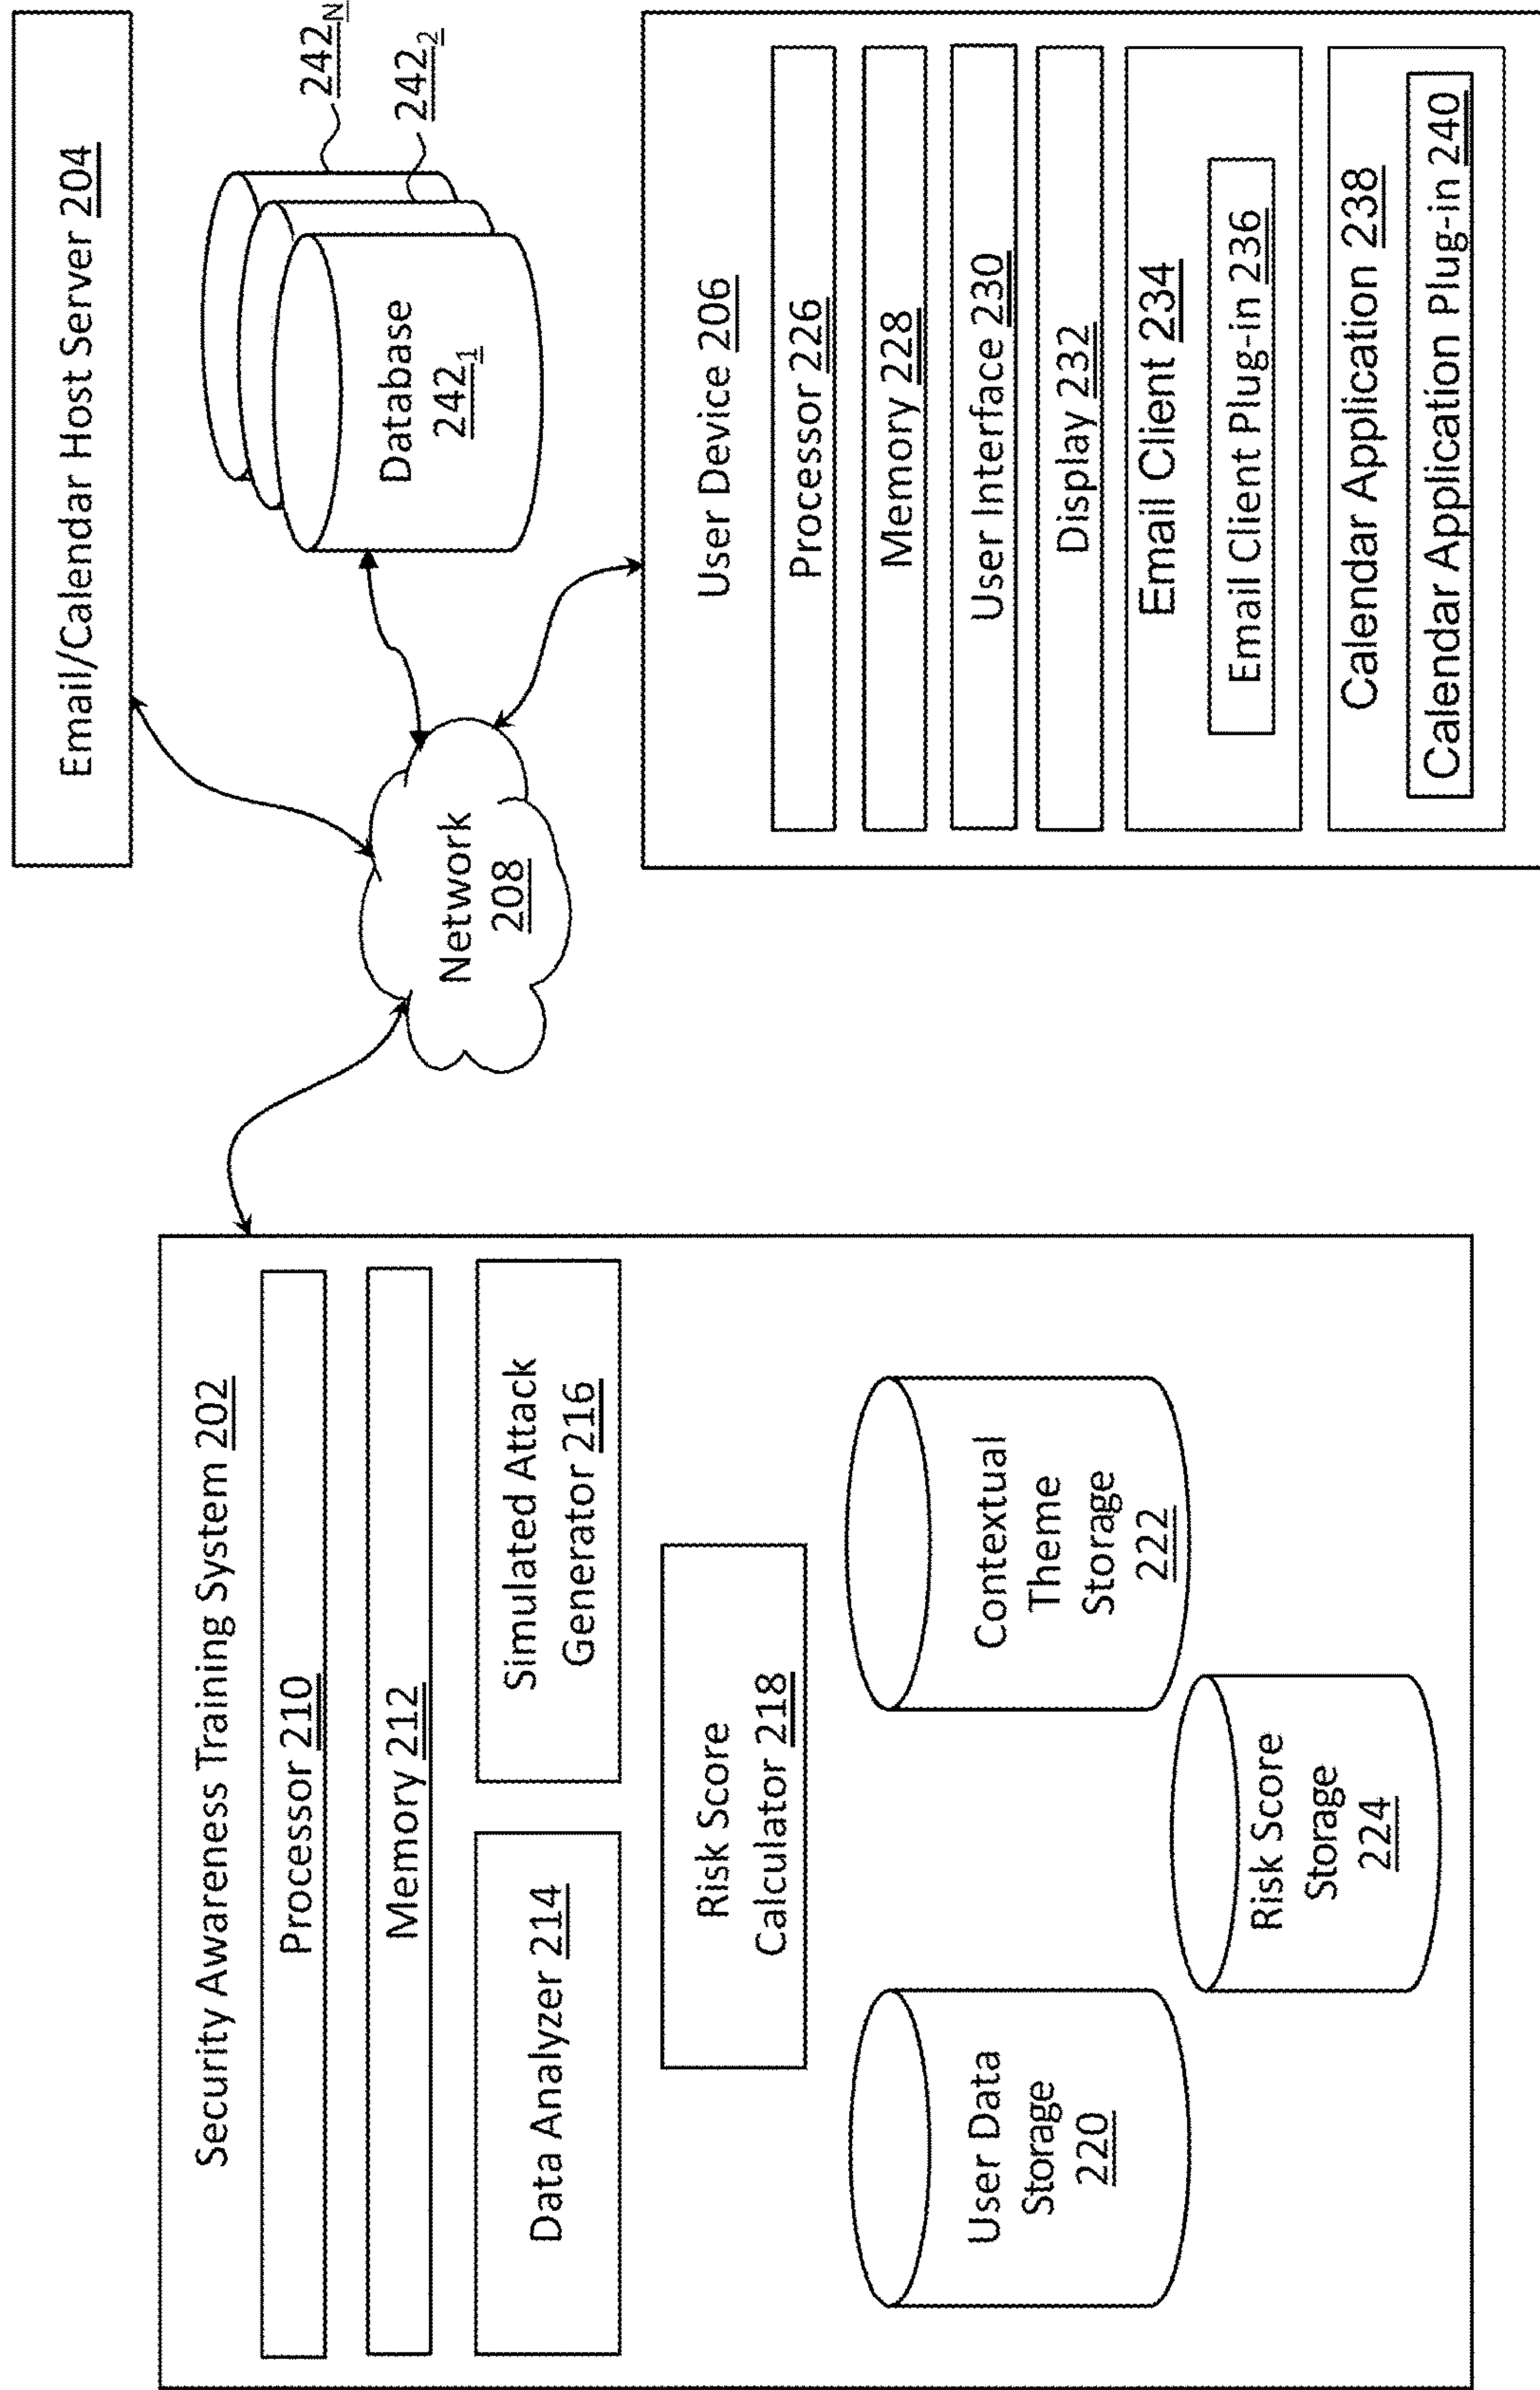 Security Awareness Training System 202
Processor 210
Memory 212
Data Analyzer 214
Simulated Attack
Generator 216
Risk Score
Calculator 218
User Data
Storage
220
Contextual
Theme
Storage
222
Risk Score
Storage
224
Network
208
Email/Calendar Host Server 204
Database
242₁
242₂
242N
User Device 206
Processor 226
Memory 228
User Interface 230
Display 232
Email Client 234
Email Client Plug-in 236
Calendar Application 238
Calendar Application Plug-in 240